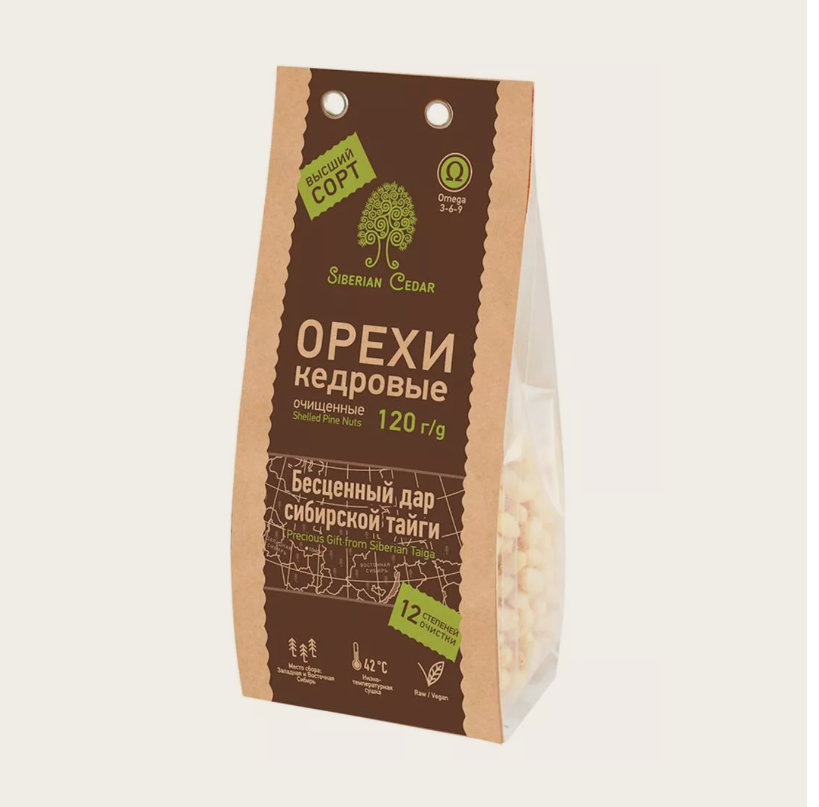 ВЫСШИЙ
СОРТ
Ω
Omega
3-6-9
SIBERIAN CEDAR
ОРЕХИ
кедровые
очищенные
Shelled Pine Nuts
120 г/g
Бесценный дар
сибирской тайги
Precious Gift from Siberian Taiga
ВОСТОЧНАЯ
СИБИРЬ
12 СТЕПЕНЕЙ
ОЧИСТКИ
Место сбора:
Западная и Восточная
Сибирь
42°C
Низко-
температурная
сушка
Raw / Vegan